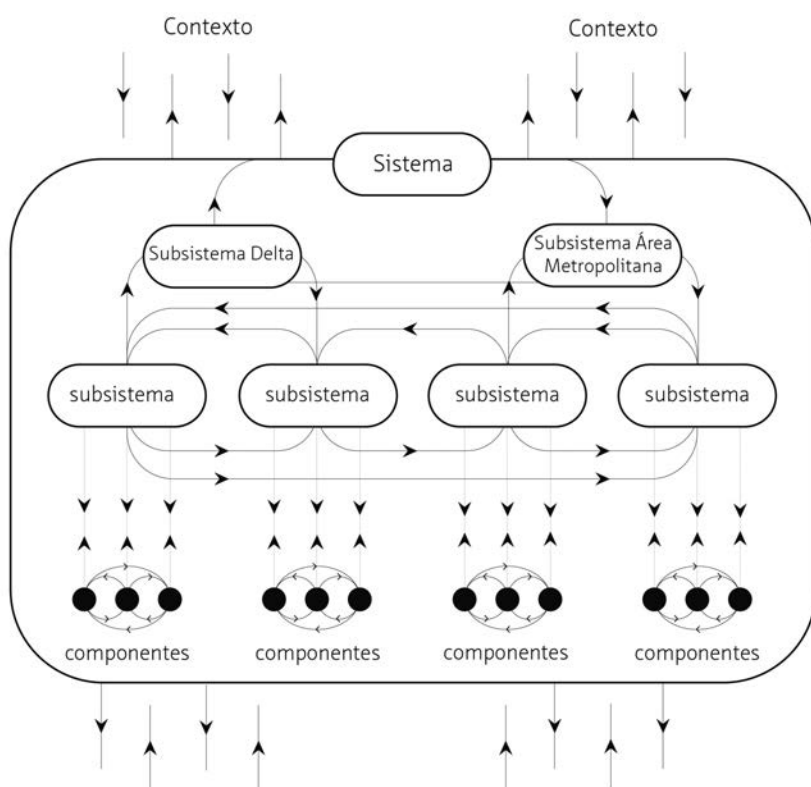 Contexto
Contexto
Sistema
Subsistema Delta
Subsistema Área
Metropolitana
subsistema
subsistema
subsistema
subsistema
componentes
componentes
componentes
componentes